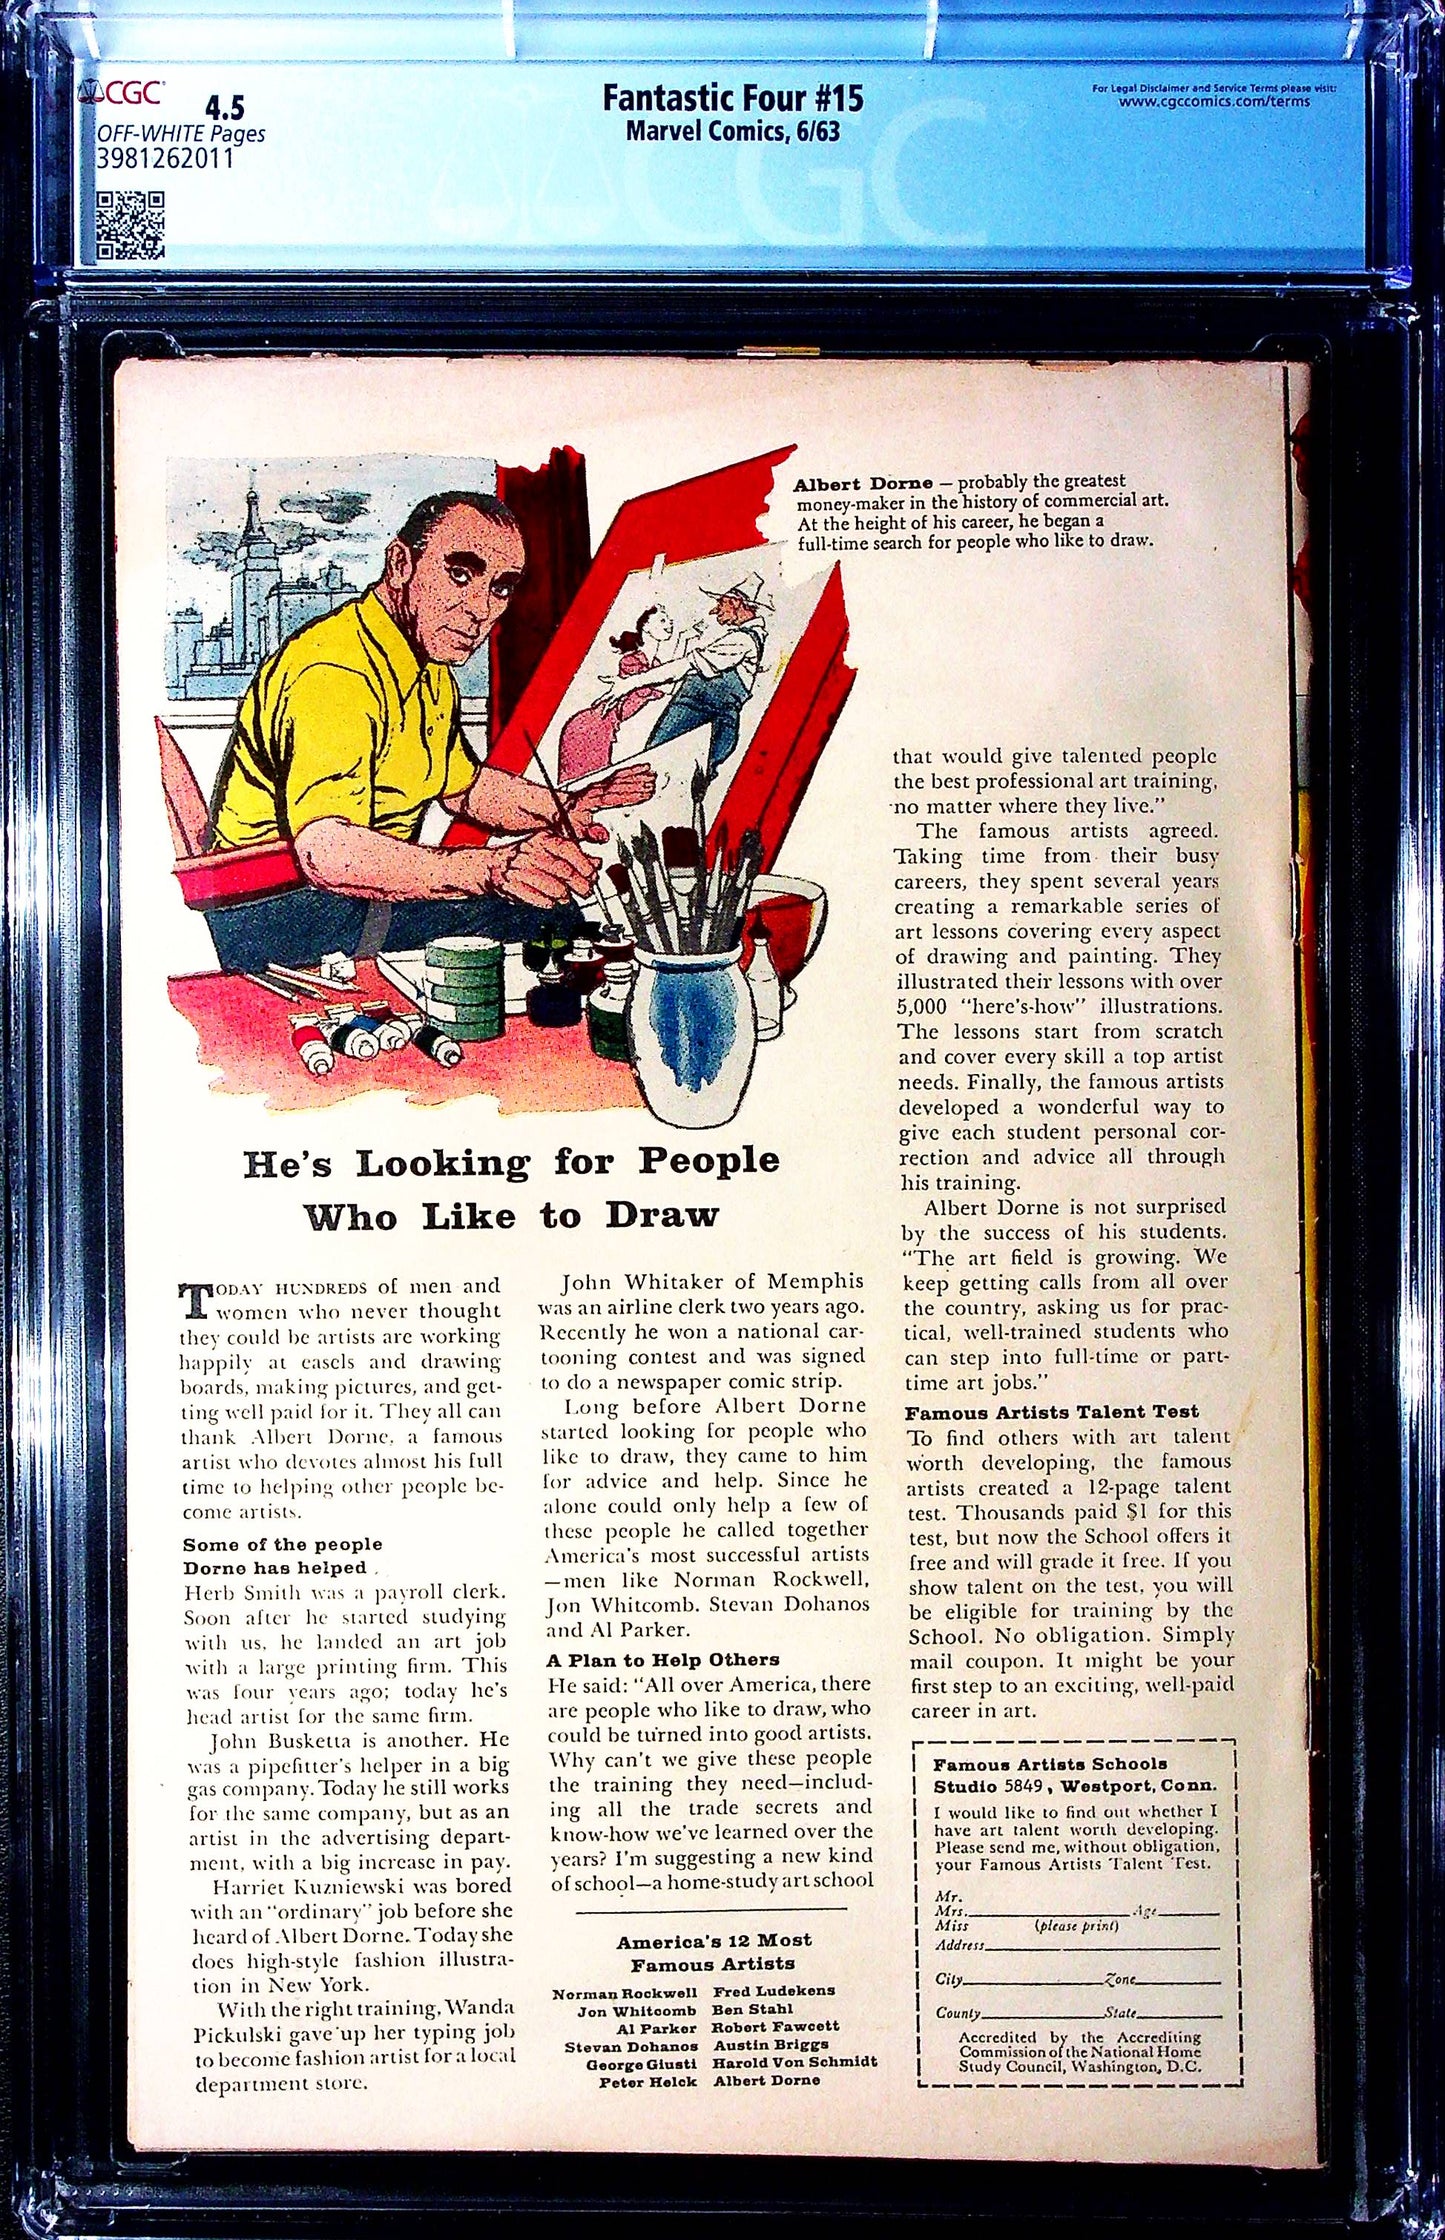 CGC
4.5
OFF-WHITE Pages
3981262011
Fantastic Four #15
Marvel Comics, 6/63
For Legal Disclaimer and Service Terms please visit:
www.cgccomics.com/terms
CGC
Albert Dorne — probably the greatest
money-maker in the history of commercial art.
At the height of his career, he began a
full-time search for people who like to draw.
He's Looking for People
Who Like to Draw
TODAY HUNDREDS of men and
women who never thought
they could be artists are working
happily at easels and drawing
boards, making pictures, and get-
ting well paid for it. They all can
thank Albert Dorne, a famous
artist who devotes almost his full
time to helping other people be-
come artists.
Some of the people
Dorne has helped
Herb Smith was a payroll clerk.
Soon after he started studying
with us, he landed an art job
with a large printing firm. This
was four years ago; today he's
head artist for the same firm.
John Busketta is another. He
was a pipefitter's helper in a big
gas company. Today he still works
for the same company, but as an
artist in the advertising depart-
ment, with a big increase in pay.
Harriet Kuzniewski was bored
with an "ordinary" job before she
heard of Albert Dorne. Today she
does high-style fashion illustra-
tion in New York.
With the right training, Wanda
Pickulski gave up her typing job
to become fashion artist for a local
department store.
John Whitaker of Memphis
was an airline clerk two years ago.
Recently he won a national car-
tooning contest and was signed
to do a newspaper comic strip.
Long before Albert Dorne
started looking for people who
like to draw, they came to him
for advice and help. Since he
alone could only help a few of
these people he called together
America's most successful artists
—men like Norman Rockwell,
Jon Whitcomb. Stevan Dohanos
and Al Parker.
A Plan to Help Others
He said: "All over America, there
are people who like to draw, who
could be turned into good artists.
Why can't we give these people
the training they need—includ-
ing all the trade secrets and
know-how we've learned over the
years? I'm suggesting a new kind
of school—a home-study art school
America's 12 Most
Famous Artists
Norman Rockwell Fred Ludekens
Jon Whitcomb Ben Stahl
Al Parker Robert Fawcett
Stevan Dohanos Austin Briggs
George Giusti Harold Von Schmidt
Peter Helck Albert Dorne
that would give talented people
the best professional art training,
no matter where they live."
The famous artists agreed.
Taking time from their busy
careers, they spent several years
creating a remarkable series of
art lessons covering every aspect
of drawing and painting. They
illustrated their lessons with over
5,000 "here's-how" illustrations.
The lessons start from scratch
and cover every skill a top artist
needs. Finally, the famous artists
developed a wonderful way to
give each student personal cor-
rection and advice all through
his training.
Albert Dorne is not surprised
by the success of his students.
"The art field is growing. We
keep getting calls from all over
the country, asking us for prac-
tical, well-trained students who
can step into full-time or part-
time art jobs."
Famous Artists Talent Test
To find others with art talent
worth developing, the famous
artists created a 12-page talent
test. Thousands paid $1 for this
test, but now the School offers it
free and will grade it free. If you
show talent on the test, you will
be eligible for training by the
School. No obligation. Simply
mail coupon. It might be your
first step to an exciting, well-paid
career in art.
Famous Artists Schools
Studio 5849, Westport, Conn.
I would like to find out whether I
have art talent worth developing.
Please send me, without obligation,
your Famous Artists Talent Test.
Mr.
Mrs. Age
Miss (please print)
Address
City Zone
County State
Accredited by the Accrediting
Commission of the National Home
Study Council, Washington, D.C.